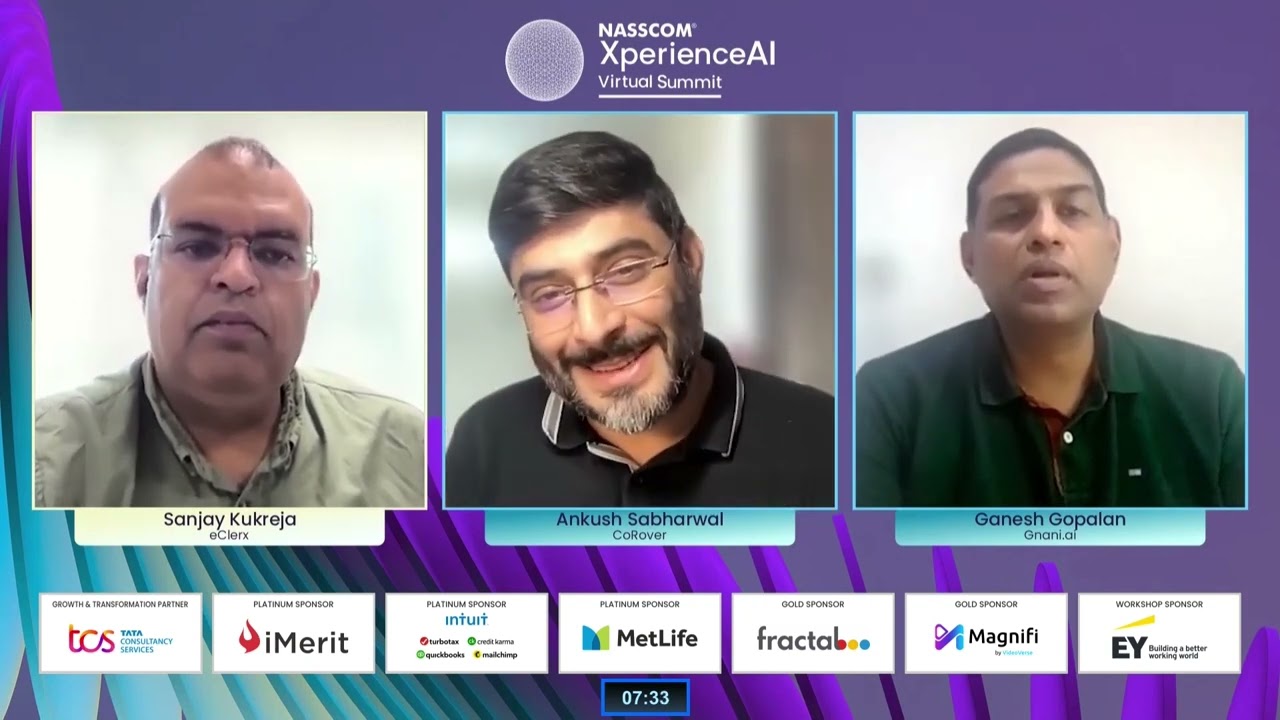 NASSCOM®
XperienceAI
Virtual Summit
Sanjay Kukreja
eClerx
Ankush Sabharwal
CoRover
Ganesh Gopalan
Gnani.ai
GROWTH & TRANSFORMATION PARTNER
tcs TATA
CONSULTANCY
SERVICES
PLATINUM SPONSOR
iMerit
PLATINUM SPONSOR
INTUIT
turbotax creditkarma
quickbooks mailchimp
PLATINUM SPONSOR
MetLife
GOLD SPONSOR
fractal
GOLD SPONSOR
Magnifi
by VideoVerse
WORKSHOP SPONSOR
EY Building a better
working world
07:33